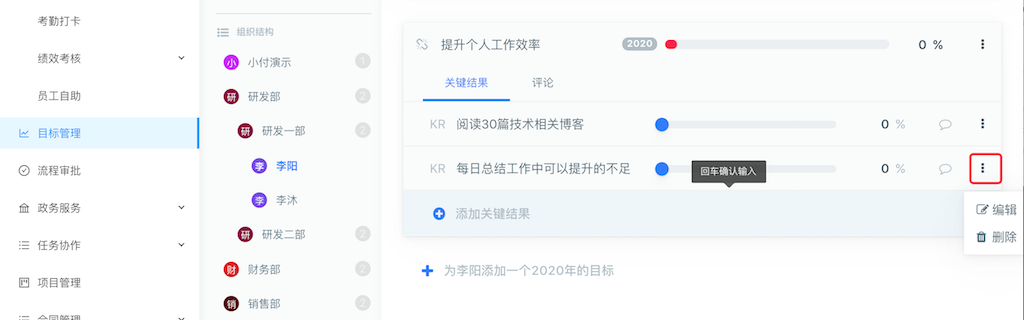 考勤打卡
绩效考核
员工自助
目标管理
流程审批
政务服务
任务协作
项目管理
合同管理
组织结构
小 小付演示 1
研 研发部 2
研 研发一部 2
李 李阳
李 李沐
研 研发二部 2
财 财务部 2
销 销售部 2
提升个人工作效率 2020 0 %
关键结果 评论
KR 阅读30篇技术相关博客 0 %
KR 每日总结工作中可以提升的不足 0 %
回车确认输入
添加关键结果
编辑
删除
为李阳添加一个2020年的目标